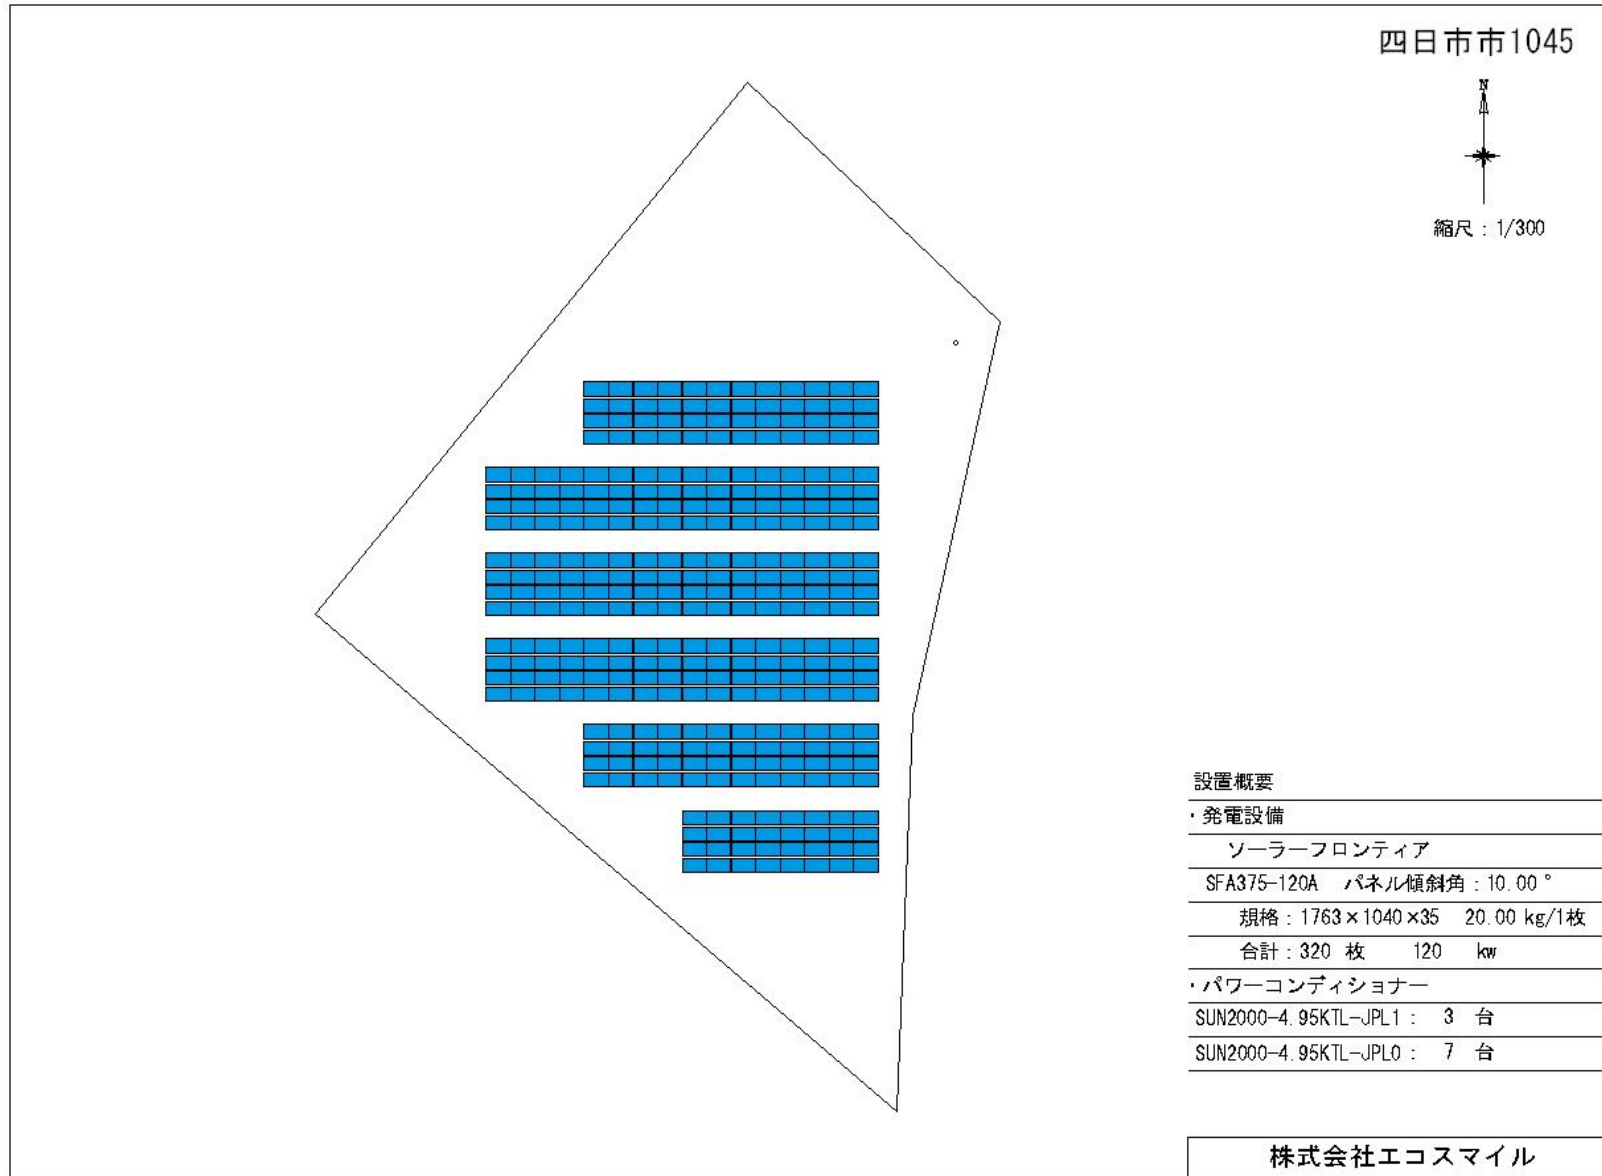 四日市市1045
N
縮尺：1/300
設置概要
・発電設備
ソーラーフロンティア
SFA375-120A　パネル傾斜角：10.00°
規格：1763×1040×35　20.00 kg/1枚
合計：320 枚　120　kw
・パワーコンディショナー
SUN2000-4.95KTL-JPL1：　3　台
SUN2000-4.95KTL-JPL0：　7　台
株式会社エコスマイル